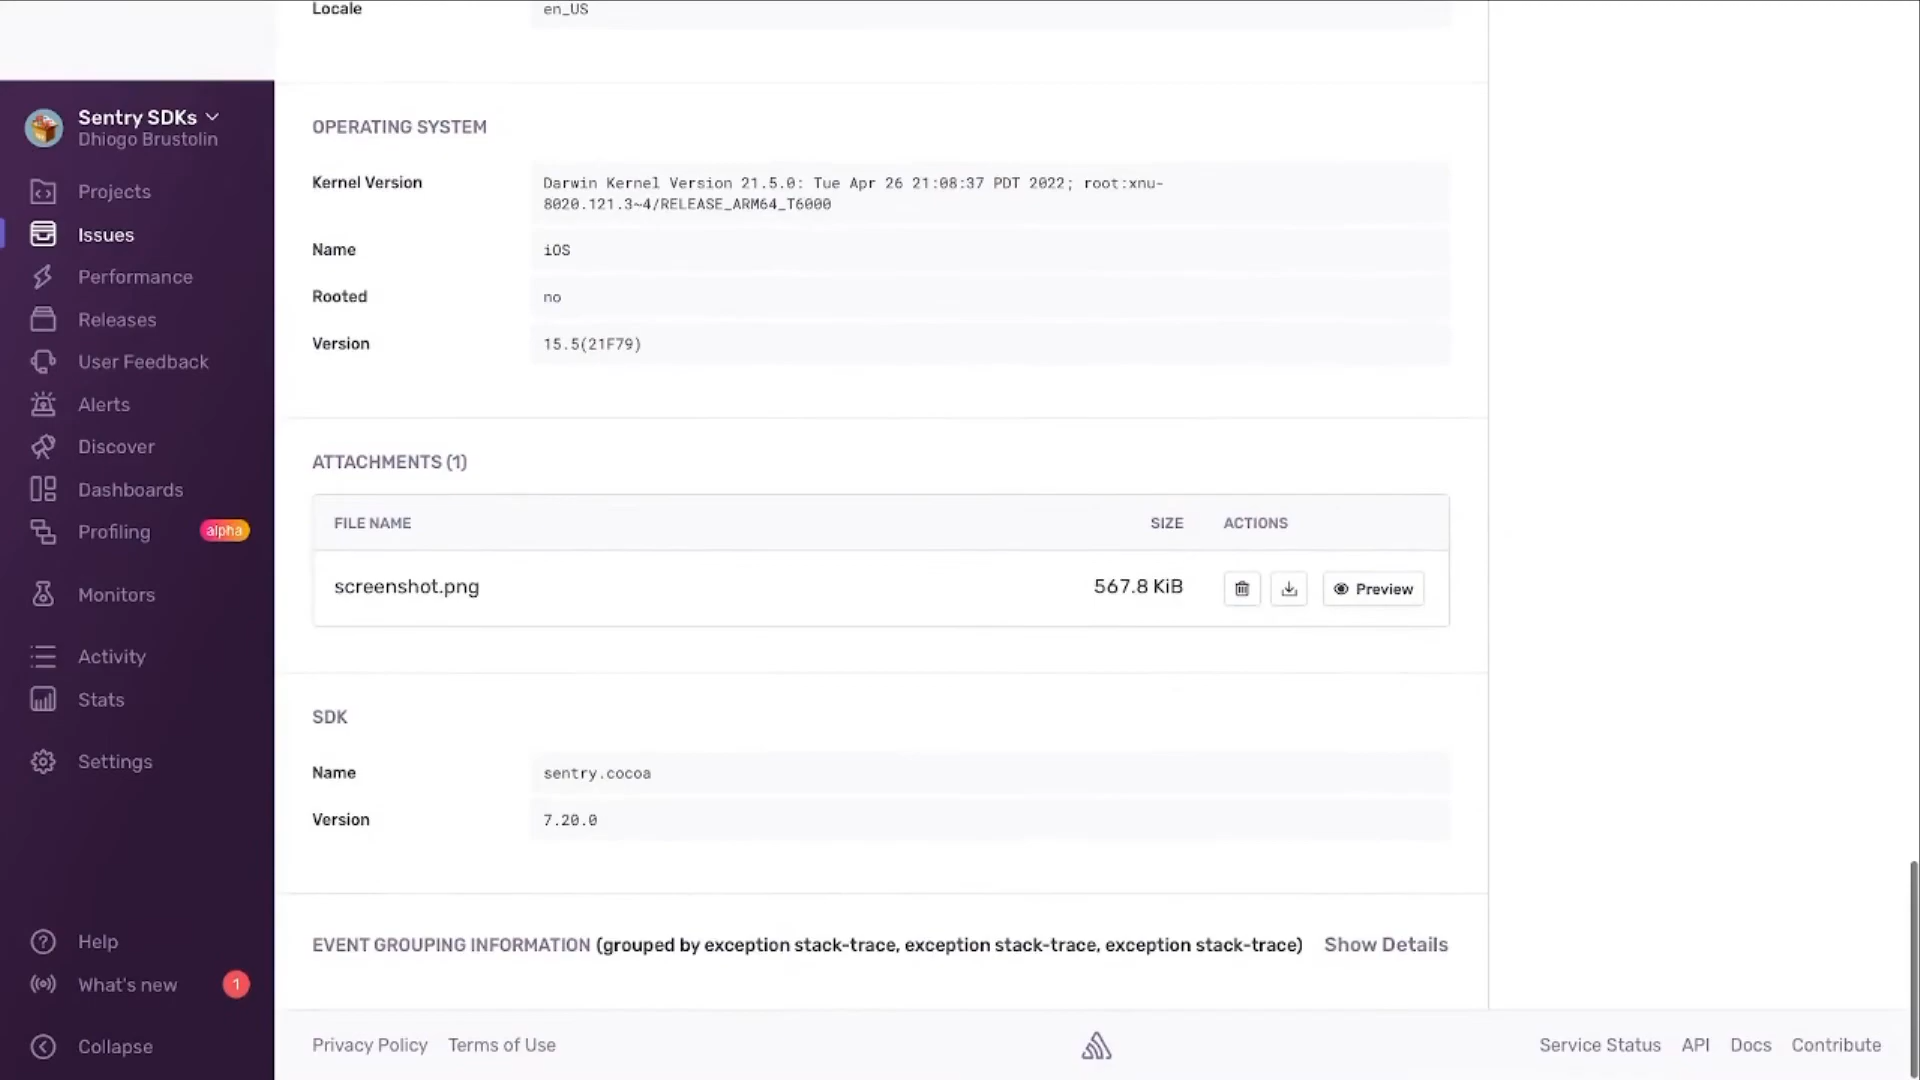 Locale en_US
Sentry SDKs
Dhiogo Brustolin
Projects
Issues
Performance
Releases
User Feedback
Alerts
Discover
Dashboards
Profiling alpha
Monitors
Activity
Stats
Settings
Help
What's new 1
Collapse
OPERATING SYSTEM
Kernel Version Darwin Kernel Version 21.5.0: Tue Apr 26 21:08:37 PDT 2022; root:xnu-
8020.121.3~4/RELEASE_ARM64_T6000
Name iOS
Rooted no
Version 15.5(21F79)
ATTACHMENTS (1)
FILE NAME SIZE ACTIONS
screenshot.png 567.8 KiB Preview
SDK
Name sentry.cocoa
Version 7.20.0
EVENT GROUPING INFORMATION (grouped by exception stack-trace, exception stack-trace, exception stack-trace) Show Details
Privacy Policy Terms of Use Service Status API Docs Contribute